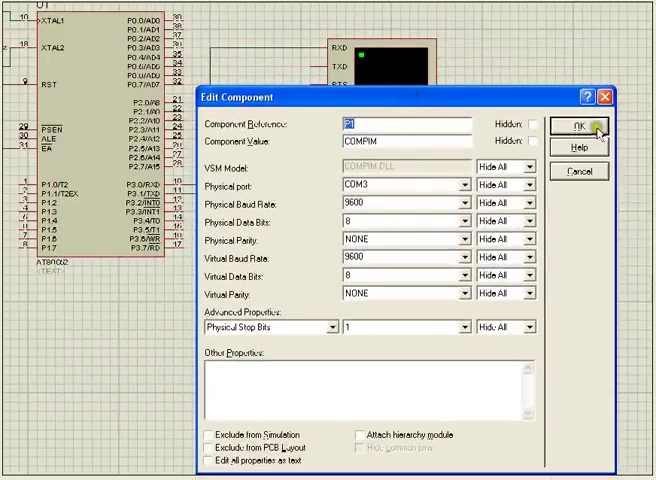 U1
19 XTAL1 P0.0/AD0 39
P0.1/AD1 38
P0.2/AD2 37
18 XTAL2 P0.3/AD3 36
P0.4/AD4 35
P0.5/AD5 34
P0.6/AD6 33
9 RST P0.7/AD7 32
P2.0/A8 21
P2.1/A9 22
P2.2/A10 23
P2.3/A11 24
29 PSEN P2.4/A12 25
30 ALE P2.5/A13 26
31 EA P2.6/A14 27
P2.7/A15 28
1 P1.0/T2 P3.0/RXD 10
2 P1.1/T2EX P3.1/TXD 11
3 P1.2 P3.2/INT0 12
4 P1.3 P3.3/INT1 13
5 P1.4 P3.4/T0 14
6 P1.5 P3.5/T1 15
7 P1.6 P3.6/WR 16
8 P1.7 P3.7/RD 17
AT80C52
<TEXT>
RXD
TXD
RTS
Edit Component
Component Reference: P1 Hidden:
Component Value: COMPIM Hidden:
VSM Model: COMPIM.DLL Hide All
Physical port: COM3 Hide All
Physical Baud Rate: 9600 Hide All
Physical Data Bits: 8 Hide All
Physical Parity: NONE Hide All
Virtual Baud Rate: 9600 Hide All
Virtual Data Bits: 8 Hide All
Virtual Parity: NONE Hide All
Advanced Properties:
Physical Stop Bits 1 Hide All
Other Properties:
Exclude from Simulation Attach hierarchy module
Exclude from PCB Layout Hide common pins
Edit all properties as text
OK
Help
Cancel